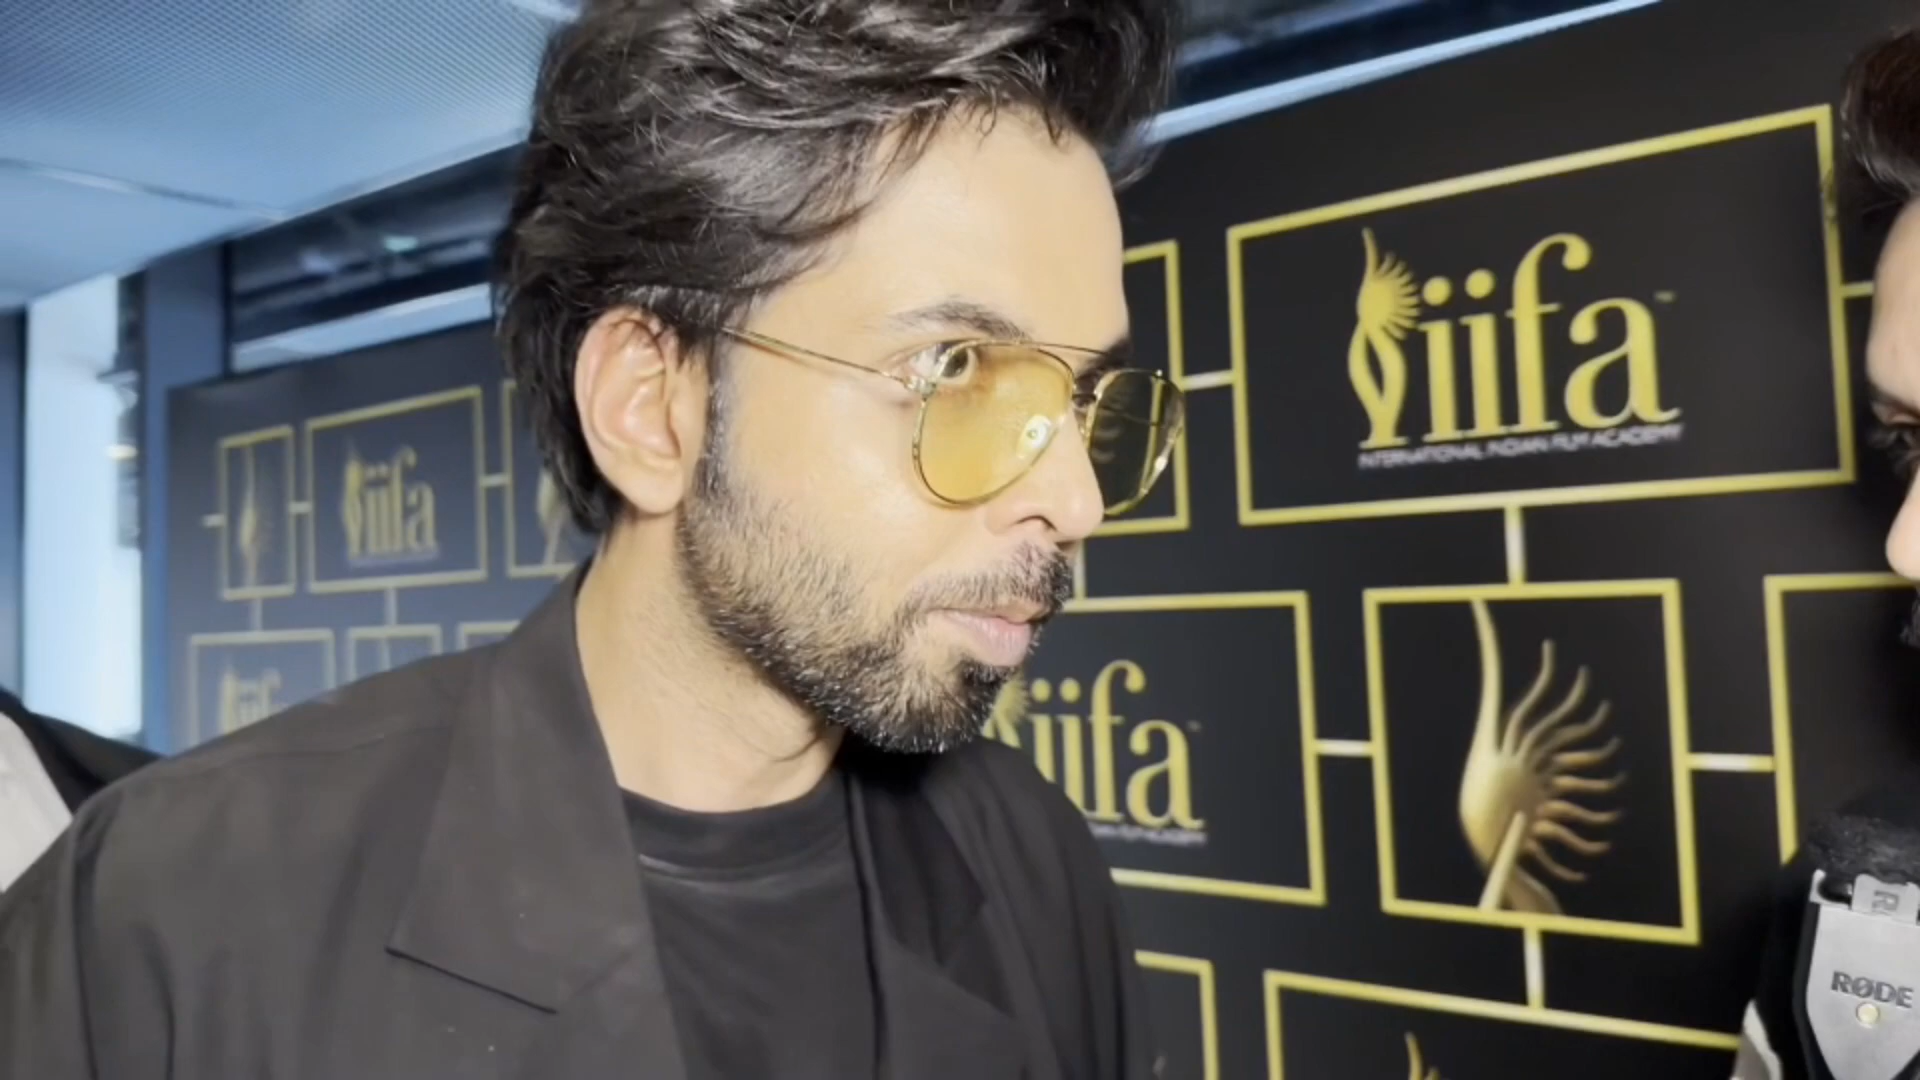 iifa
INTERNATIONAL INDIAN FILM ACADEMY
iifa
iifa
RØDE